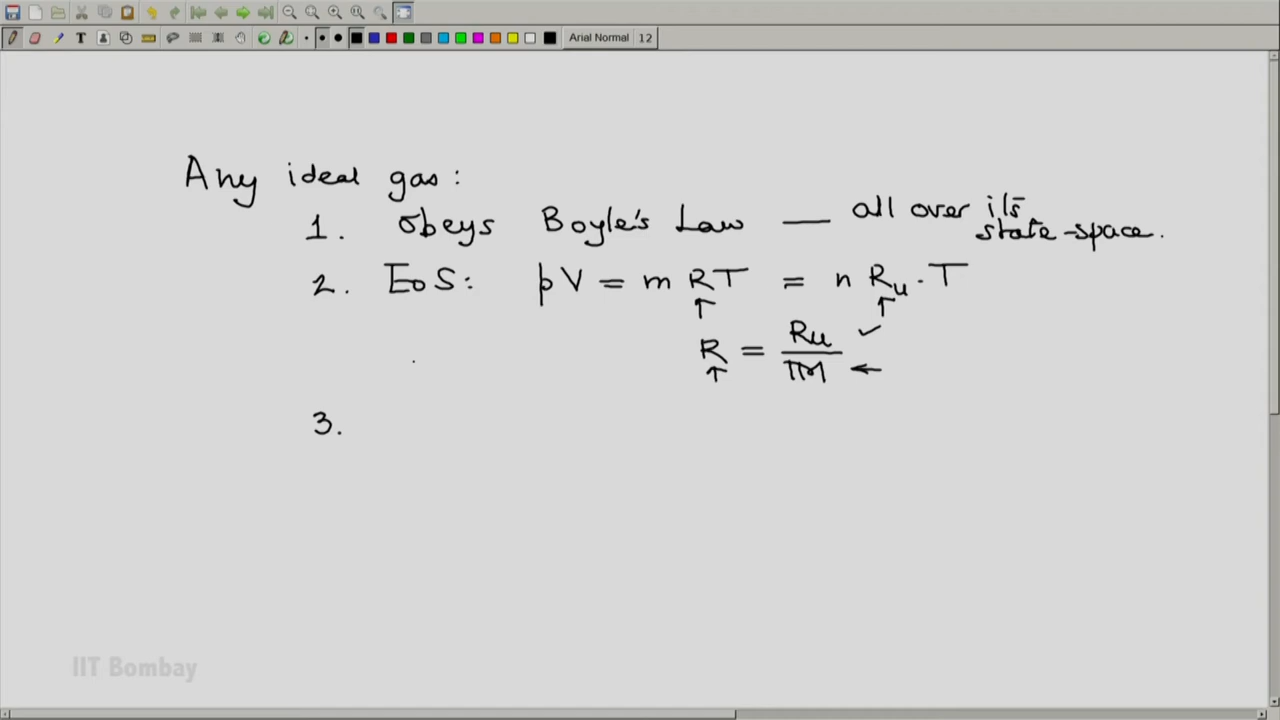 Arial Normal 12
Any ideal gas :
1. obeys Boyle's Law — all over its
state-space.
2. EoS: pV = m RT = n Ru . T
R = Ru / M
3.
IIT Bombay